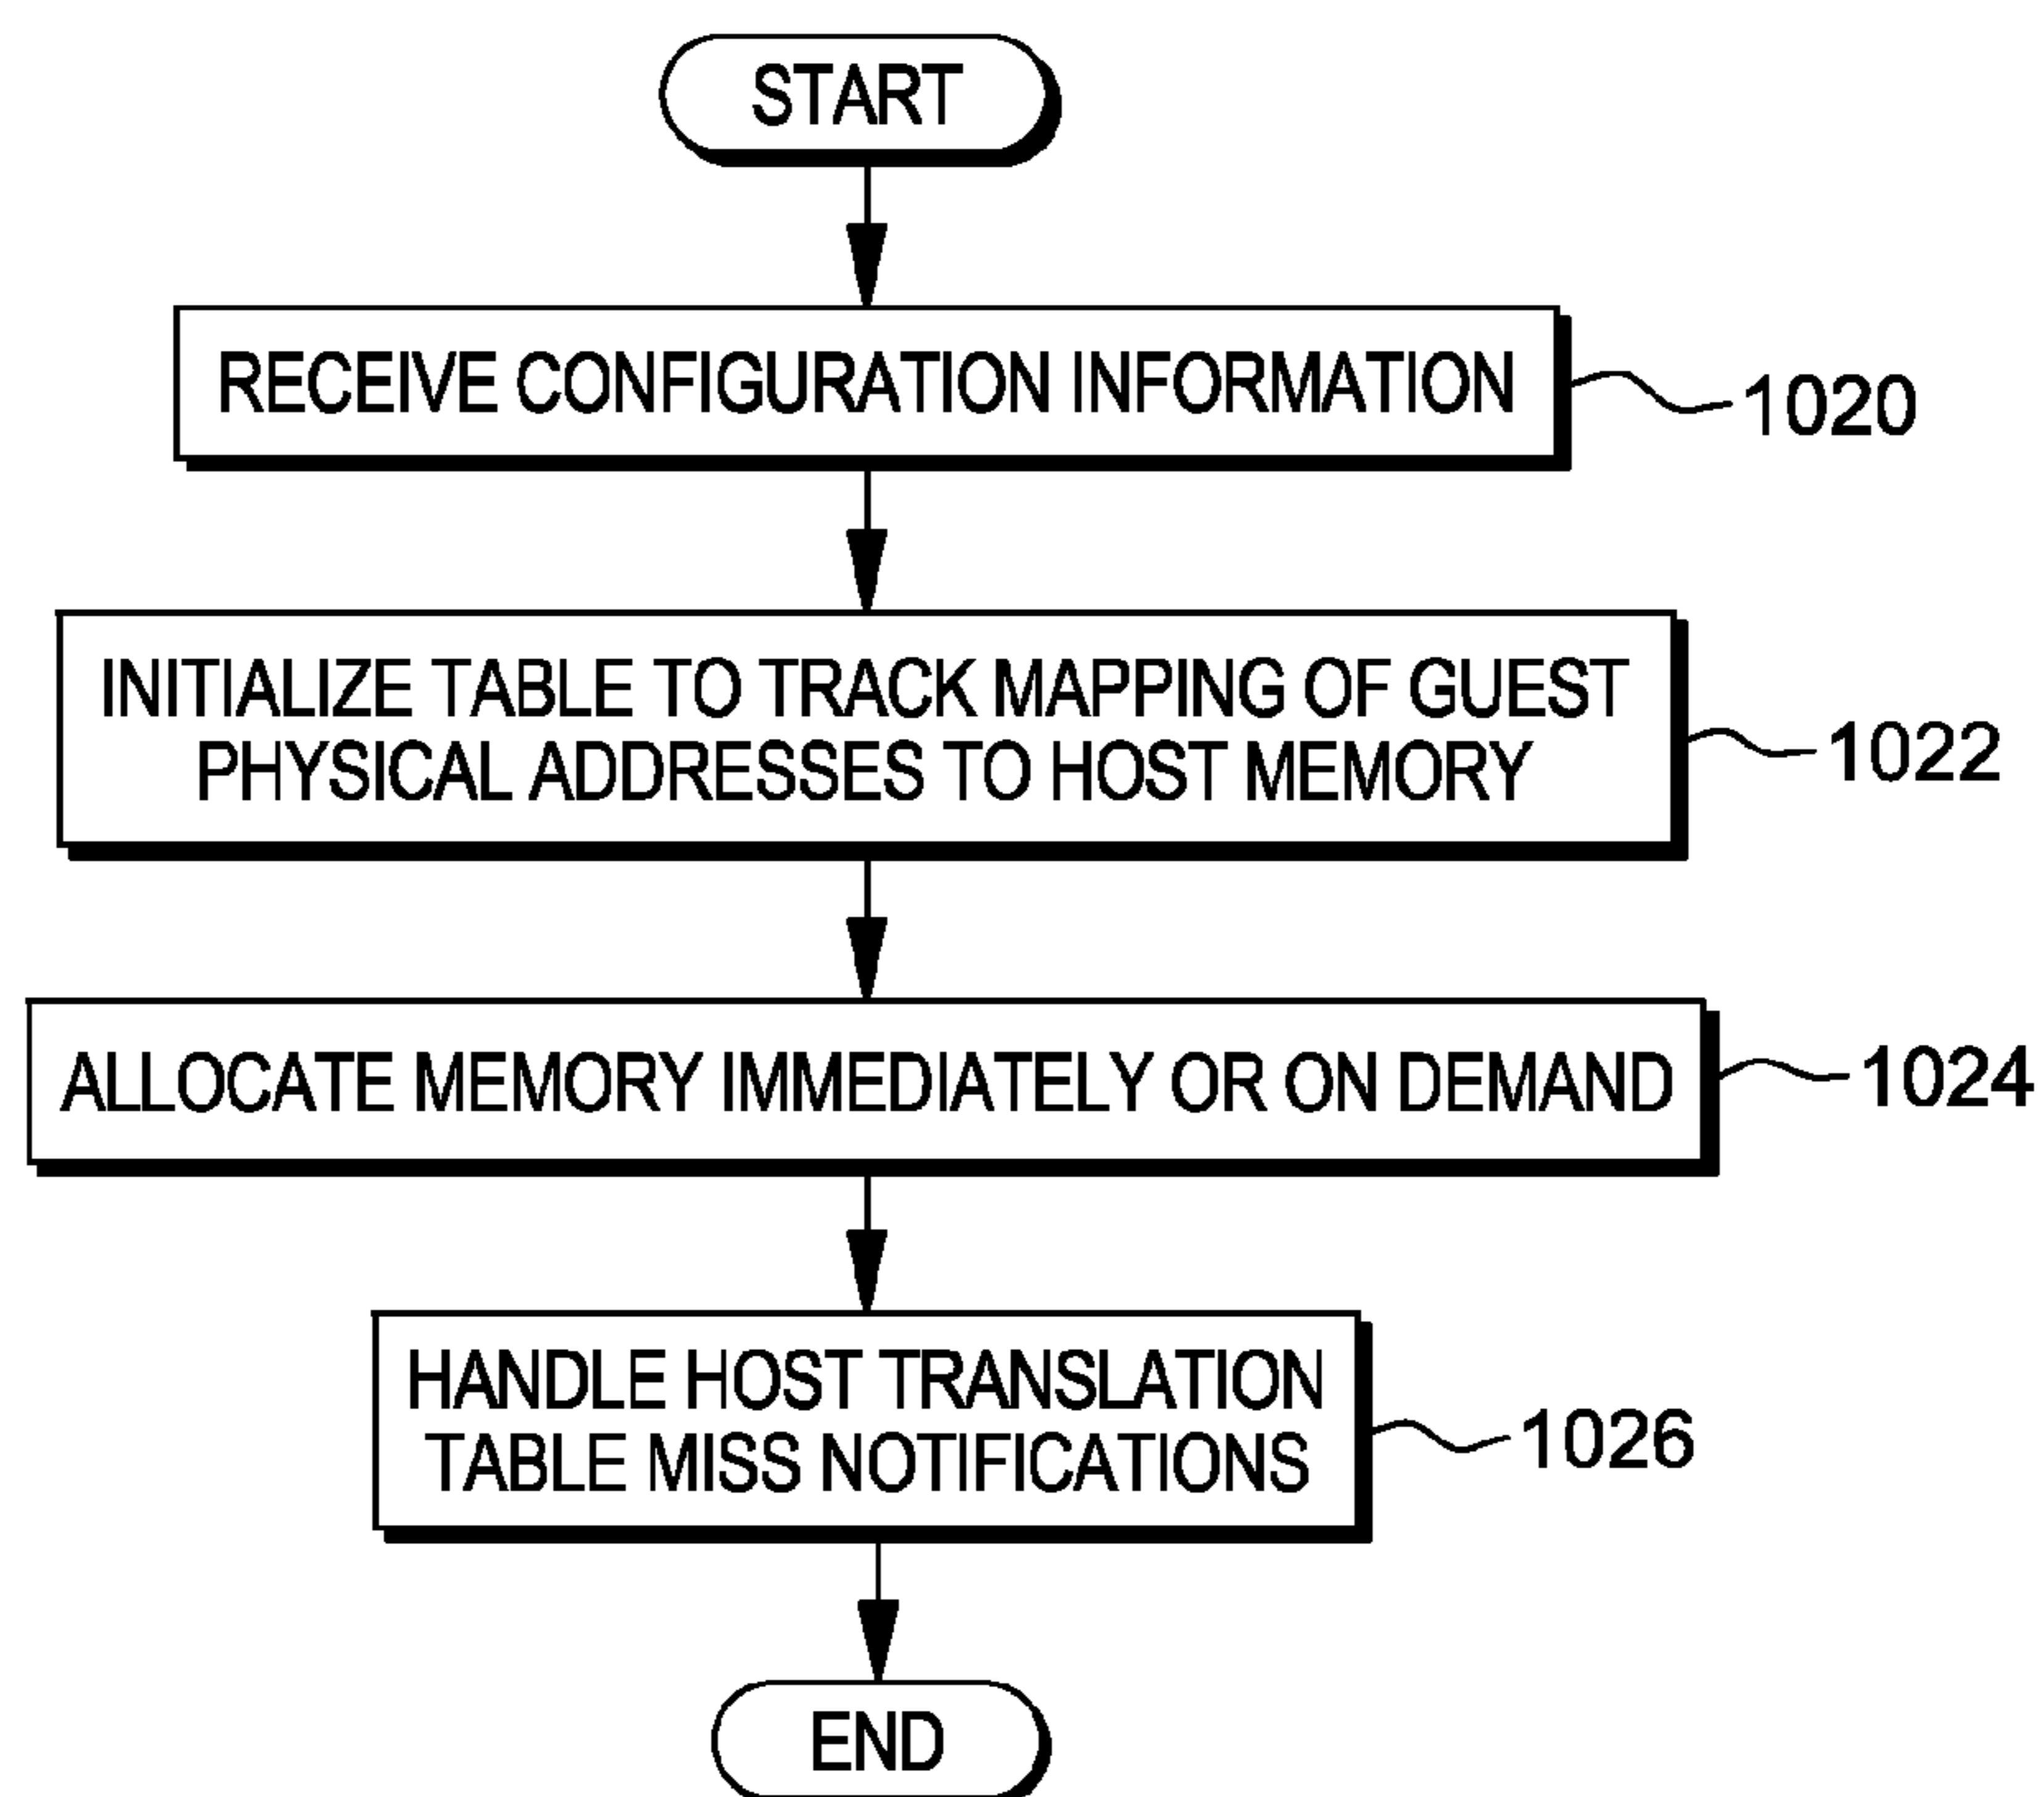 START
RECEIVE CONFIGURATION INFORMATION
1020
INITIALIZE TABLE TO TRACK MAPPING OF GUEST
PHYSICAL ADDRESSES TO HOST MEMORY
1022
ALLOCATE MEMORY IMMEDIATELY OR ON DEMAND
1024
HANDLE HOST TRANSLATION
TABLE MISS NOTIFICATIONS
1026
END